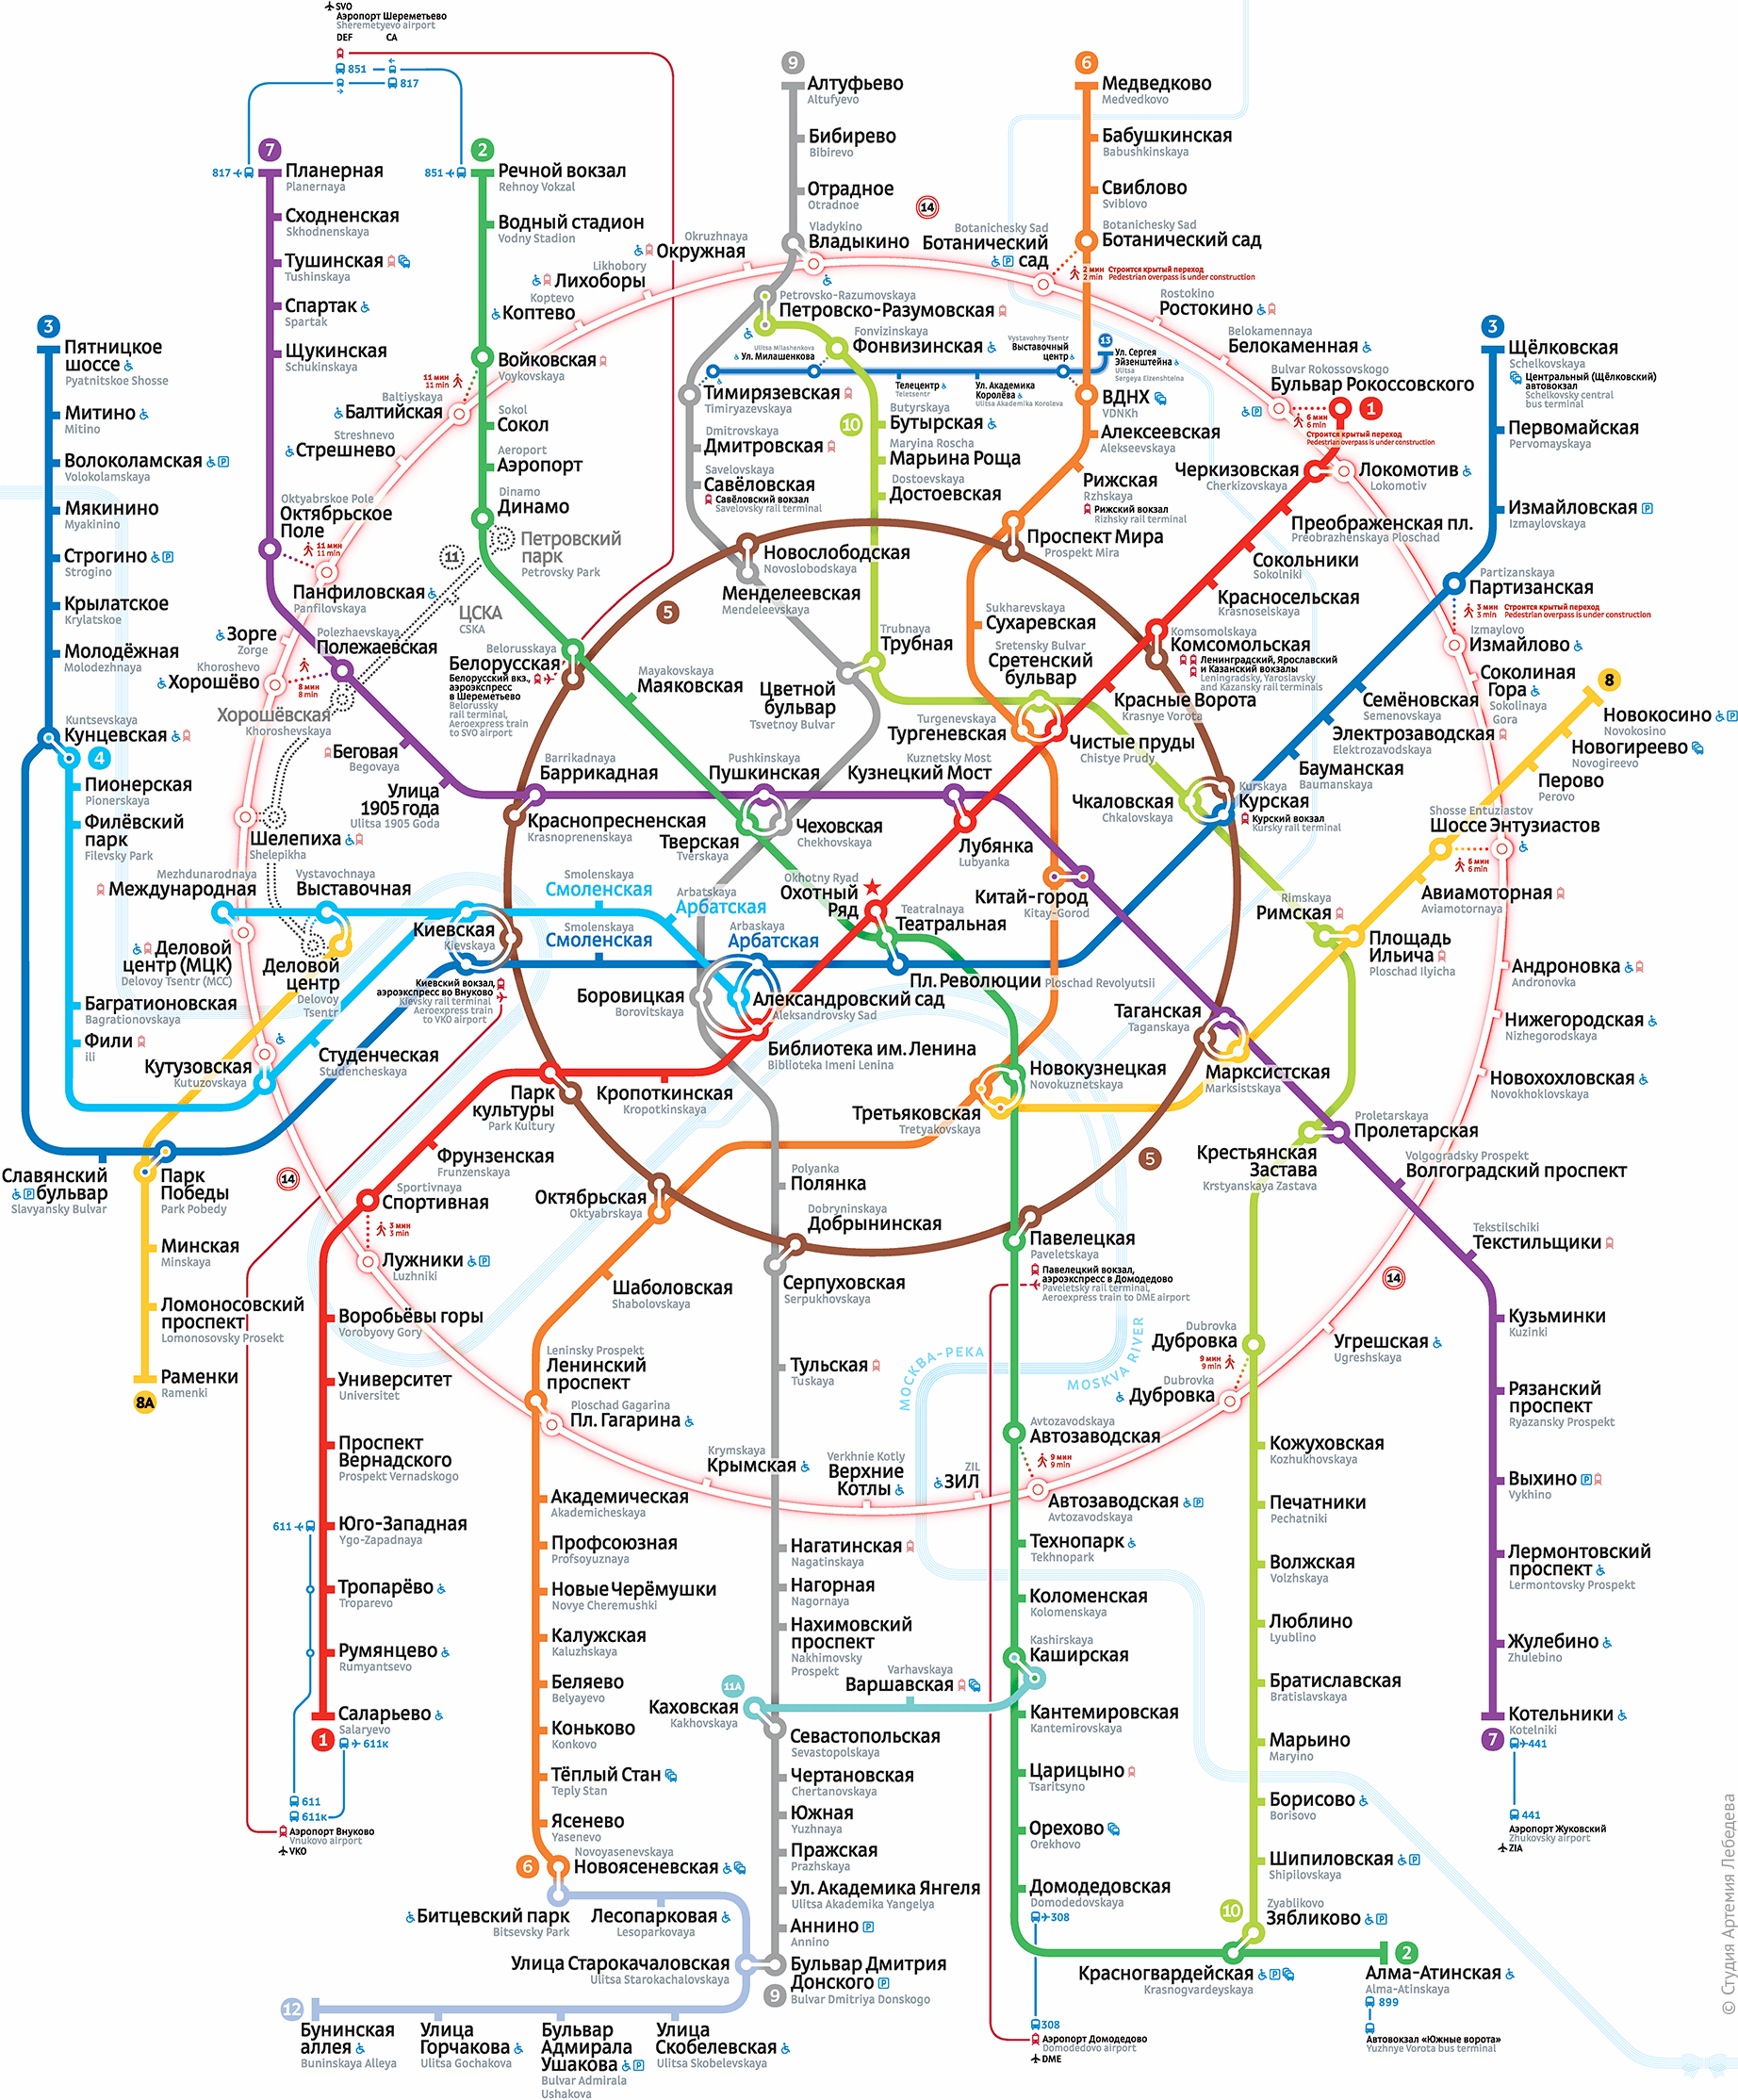 SVO
Аэропорт Шереметьево
Sheremetyevo airport
DEF
CA
851
817
9
Алтуфьево
Altufyevo
Бибирево
Bibirevo
Отрадное
Otradnoe
Vladykino
Владыкино
6
Медведково
Medvedkovo
Бабушкинская
Babushkinskaya
Свиблово
Sviblovo
Botanichesky Sad
Ботанический сад
2 мин Строится крытый переход
2 min Pedestrian overpass is under construction
14
Botanichesky Sad
Ботанический
сад
7
817
Планерная
Planernaya
Сходненская
Skhodnenskaya
Тушинская
Tushinskaya
Спартак
Spartak
Щукинская
Schukinskaya
Oktyabrskoe Pole
Октябрьское
Поле
11 мин
11 min
Панфиловская
Panfilovskaya
2
851
Речной вокзал
Rehnoy Vokzal
Водный стадион
Vodny Stadion
Войковская
Voykovskaya
11 мин
11 min
Baltiyskaya
Балтийская
Streshnevo
Стрешнево
Sokol
Сокол
Aeroport
Аэропорт
Dinamo
Динамо
Петровский
парк
Petrovsky Park
11
ЦСКА
CSKA
Okruzhnaya
Окружная
Likhobory
Лихоборы
Koptevo
Коптево
Petrovsko-Razumovskaya
Петровско-Разумовская
Fonvizinskaya
Фонвизинская
Ulitsa Milashenkova
Ул. Милашенкова
Vystavohny Tsentr
Выставочный
центр
13
Ул. Сергея
Эйзенштейна
Ulitsa
Sergeya Eizenshteina
Телецентр
Teletsentr
Ул. Академика
Королёва
Ulitsa Akademika Koroleva
Тимирязевская
Timiryazevskaya
Dmitrovskaya
Дмитровская
Savelovskaya
Савёловская
Савёловский вокзал
Savelovsky rail terminal
10
Butyrskaya
Бутырская
Maryina Roscha
Марьина Роща
Dostoevskaya
Достоевская
ВДНХ
VDNKh
Алексеевская
Alekseevskaya
Рижская
Rzhskaya
Рижский вокзал
Rizhsky rail terminal
Проспект Мира
Prospekt Mira
Rostokino
Ростокино
Belokamennaya
Белокаменная
Bulvar Rokossovskogo
Бульвар Рокоссовского
1
6 мин
6 min
Строится крытый переход
Pedestrian overpass is under construction
Черкизовская
Cherkizovskaya
Локомотив
Lokomotiv
Преображенская пл.
Preobrazhenskaya Ploschad
Сокольники
Sokolniki
Красносельская
Krasnoselskaya
Komsomolskaya
Комсомольская
Ленинградский, Ярославский
и Казанский вокзалы
Leningradsky, Yaroslavsky
and Kazansky rail terminals
Красные Ворота
Krasnye Vorota
Чистые пруды
Chistye Prudy
3
Щёлковская
Schelkovskaya
Центральный (Щёлковский)
автовокзал
Schelkovsky central
bus terminal
Первомайская
Pervomayskaya
Измайловская
Izmaylovskaya
Partizanskaya
Партизанская
3 мин Строится крытый переход
3 min Pedestrian overpass is under construction
Izmaylovo
Измайлово
Соколиная
Гора
Sokolinaya
Gora
Семёновская
Semenovskaya
Электрозаводская
Elektrozavodskaya
Бауманская
Baumanskaya
Kurskaya
Курская
Курский вокзал
Kursky rail terminal
Чкаловская
Chkalovskaya
8
Новокосино
Novokosino
Новогиреево
Novogireevo
Перово
Perovo
Shosse Entuziastov
Шоссе Энтузиастов
6 мин
6 min
Авиамоторная
Aviamotornaya
Площадь
Ильича
Ploschad Ilyicha
Rimskaya
Римская
Андроновка
Andronovka
Нижегородская
Nizhegorodskaya
Новохохловская
Novokhoklovskaya
3
Пятницкое
шоссе
Pyatnitskoe Shosse
Митино
Mitino
Волоколамская
Volokolamskaya
Мякинино
Myakinino
Строгино
Strogino
Крылатское
Krylatskoe
Молодёжная
Molodezhnaya
Kuntsevskaya
Кунцевская
4
Пионерская
Pionerskaya
Филёвский
парк
Filevsky Park
Багратионовская
Bagrationovskaya
Фили
ili
Кутузовская
Kutuzovskaya
Студенческая
Studencheskaya
Зорге
Zorge
Khoroshevo
Хорошёво
8 мин
8 min
Polezhaevskaya
Полежаевская
Хорошёвская
Khoroshevskaya
Беговая
Begovaya
Улица
1905 года
Ulitsa 1905 Goda
Шелепиха
Shelepikha
Mezhdunarodnaya
Международная
Vystavochnaya
Выставочная
Деловой
центр (МЦК)
Delovoy Tsentr (MCC)
Деловой
центр
Delovoy
Tsentr
Belorusskaya
Белорусская
Белорусский вкз.,
аэроэкспресс
в Шереметьево
Belorussky
rail terminal,
Aeroexpress train
to SVO airport
5
Новослободская
Novoslobodskaya
Менделеевская
Mendeleevskaya
Mayakovskaya
Маяковская
Цветной
бульвар
Tsvetnoy Bulvar
Trubnaya
Трубная
Sukharevskaya
Сухаревская
Sretensky Bulvar
Сретенский
бульвар
Turgenevskaya
Тургеневская
Barrikadnaya
Баррикадная
Краснопресненская
Krasnoprenenskaya
Pushkinskaya
Пушкинская
Тверская
Tverskaya
Чеховская
Chekhovskaya
Kuznetsky Most
Кузнецкий Мост
Лубянка
Lubyanka
Китай-город
Kitay-Gorod
Okhotny Ryad
Охотный
Ряд
Teatralnaya
Театральная
Пл. Революции
Ploschad Revolyutsii
Smolenskaya
Смоленская
Smolenskaya
Смоленская
Arbatskaya
Арбатская
Arbaskaya
Арбатская
Киевская
Kievskaya
Киевский вокзал,
аэроэкспресс во Внуково
Kievsky rail terminal
Aeroexpress train
to VKO airport
Боровицкая
Borovitskaya
Александровский сад
Aleksandrovsky Sad
Библиотека им. Ленина
Biblioteka Imeni Lenina
Кропоткинская
Kropotkinskaya
Парк
культуры
Park Kultury
Фрунзенская
Frunzenskaya
Таганская
Taganskaya
Марксистская
Marksistskaya
Новокузнецкая
Novokuznetskaya
Третьяковская
Tretyakovskaya
Proletarskaya
Пролетарская
Крестьянская
Застава
Krstyanskaya Zastava
5
Volgogradsky Prospekt
Волгоградский проспект
Tekstilschiki
Текстильщики
Кузьминки
Kuzinki
Рязанский
проспект
Ryazansky Prospekt
Выхино
Vykhino
Лермонтовский
проспект
Lermontovsky Prospekt
Жулебино
Zhulebino
Котельники
Kotelniki
7
441
441
Аэропорт Жуковский
Zhukovsky airport
ZIA
Славянский
бульвар
Slavyansky Bulvar
Парк
Победы
Park Pobedy
Минская
Minskaya
Ломоносовский
проспект
Lomonosovsky Prosekt
Раменки
Ramenki
8А
14
Sportivnaya
Спортивная
3 мин
3 min
Лужники
Luzhniki
Воробьёвы горы
Vorobyovy Gory
Университет
Universitet
Проспект
Вернадского
Prospekt Vernadskogo
611
Юго-Западная
Ygo-Zapadnaya
Тропарёво
Troparevo
Румянцево
Rumyantsevo
Саларьево
Salaryevo
1
611к
611
611к
Аэропорт Внуково
Vnukovo airport
VKO
Октябрьская
Oktyabrskaya
Шаболовская
Shabolovskaya
Leninsky Prospekt
Ленинский
проспект
Ploschad Gagarina
Пл. Гагарина
Академическая
Akademicheskaya
Профсоюзная
Profsoyuznaya
Новые Черёмушки
Novye Cheremushki
Калужская
Kaluzhskaya
Беляево
Belyayevo
Коньково
Konkovo
Тёплый Стан
Teply Stan
Ясенево
Yasenevo
Novoyasenevskaya
6
Новоясеневская
Битцевский парк
Bitsevsky Park
Лесопарковая
Lesoparkovaya
Улица Старокачаловская
Ulitsa Starokachalovskaya
12
Бунинская
аллея
Buninskaya Alleya
Улица
Горчакова
Ulitsa Gochakova
Бульвар
Адмирала
Ушакова
Bulvar Admirala
Ushakova
Улица
Скобелевская
Ulitsa Skobelevskaya
Polyanka
Полянка
Dobryninskaya
Добрынинская
Серпуховская
Serpukhovskaya
Тульская
Tuskaya
Krymskaya
Крымская
Verkhnie Kotly
Верхние
Котлы
ZIL
ЗИЛ
Нагатинская
Nagatinskaya
Нагорная
Nagornaya
Нахимовский
проспект
Nakhimovsky
Prospekt
Varhavskaya
Варшавская
11А
Каховская
Kakhovskaya
Севастопольская
Sevastopolskaya
Чертановская
Chertanovskaya
Южная
Yuzhnaya
Пражская
Prazhskaya
Ул. Академика Янгеля
Ulitsa Akademika Yangelya
Аннино
Annino
Бульвар Дмитрия
Донского
Bulvar Dmitriya Donskogo
9
Павелецкая
Paveletskaya
Павелецкий вокзал,
аэроэкспресс в Домодедово
Paveletsky rail terminal,
Aeroexpress train to DME airport
МОСКВА-РЕКА
MOSKVA RIVER
Avtozavodskaya
Автозаводская
9 мин
9 min
Автозаводская
Avtozavodskaya
Технопарк
Tekhnopark
Коломенская
Kolomenskaya
Kashirskaya
Каширская
Кантемировская
Kantemirovskaya
Царицыно
Tsaritsyno
Орехово
Orekhovo
Домодедовская
Domodedovskaya
308
308
Аэропорт Домодедово
Domodedovo airport
DME
Красногвардейская
Krasnogvardeyskaya
2
Алма-Атинская
Alma-Atinskaya
899
Автовокзал «Южные ворота»
Yuzhnye Vorota bus terminal
14
Dubrovka
Дубровка
9 мин
9 min
Dubrovka
Дубровка
Угрешская
Ugreshskaya
Кожуховская
Kozhukhovskaya
Печатники
Pechatniki
Волжская
Volzhskaya
Люблино
Lyublino
Братиславская
Bratislavskaya
Марьино
Maryino
Борисово
Borisovo
Шипиловская
Shipilovskaya
Zyablikovo
Зябликово
10
© Студия Артемия Лебедева